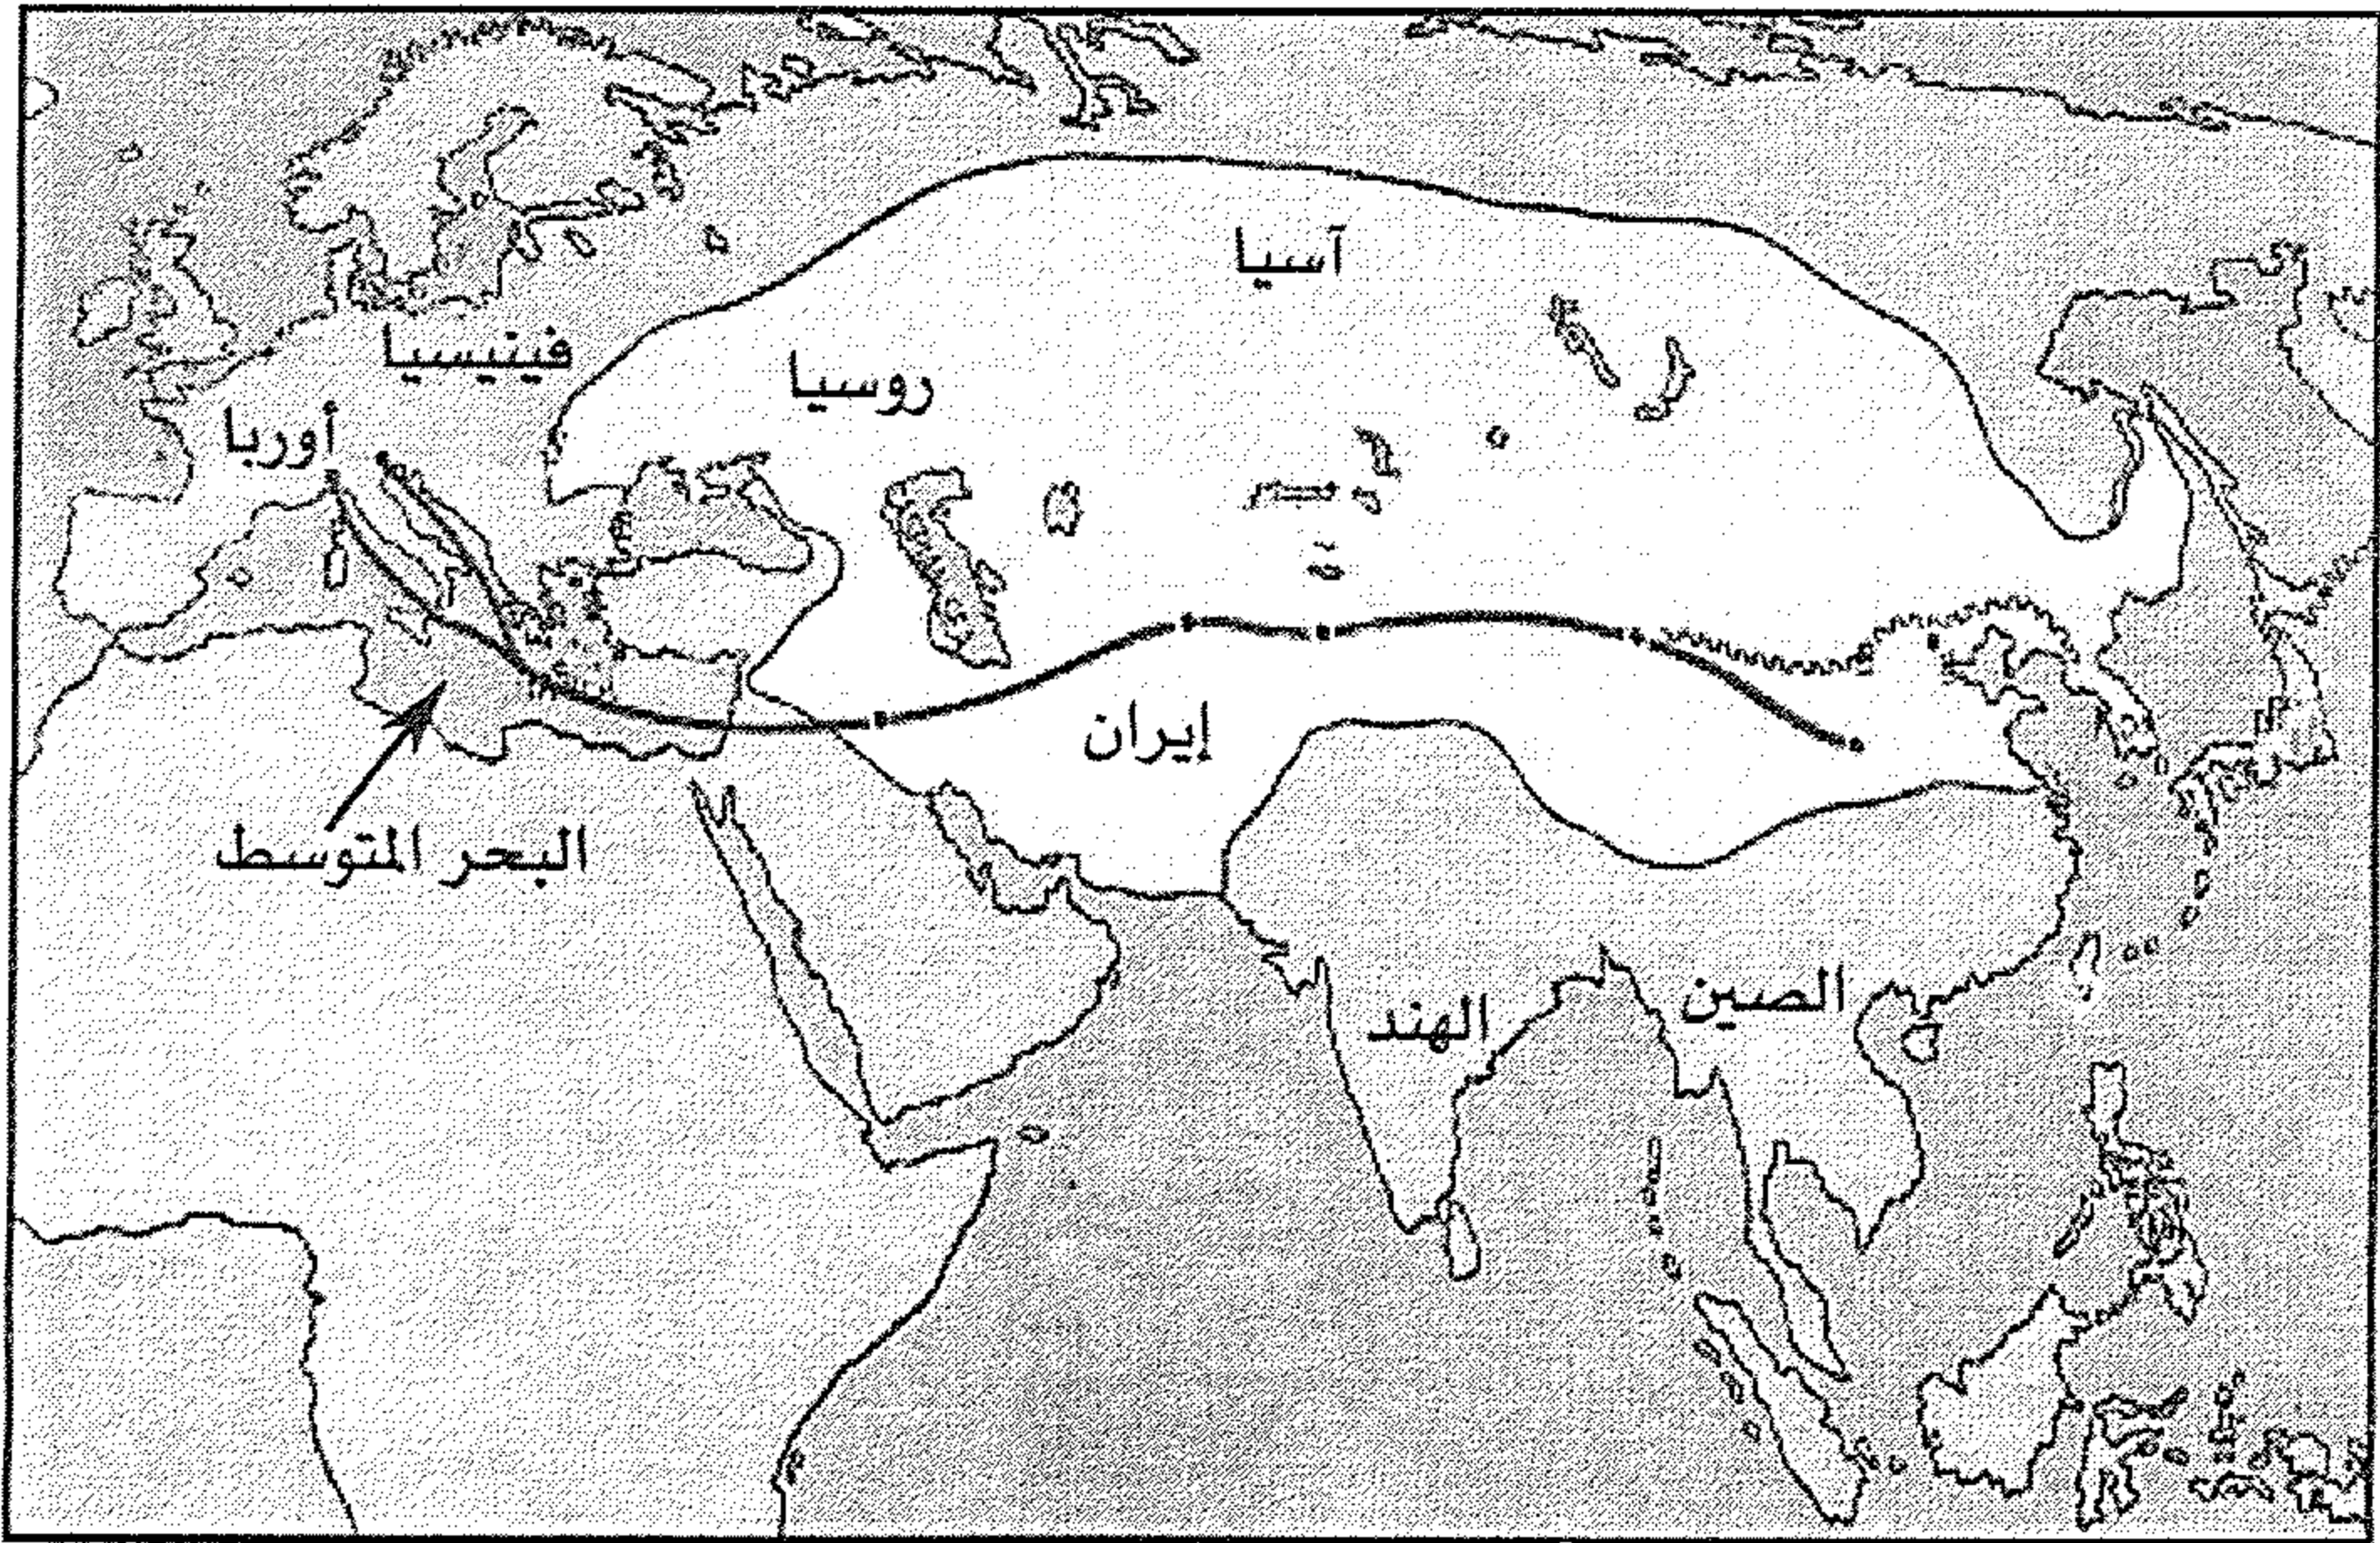 آسيا
فينيسيا
روسيا
أوربا
إيران
البحر المتوسط
الصين
الهند